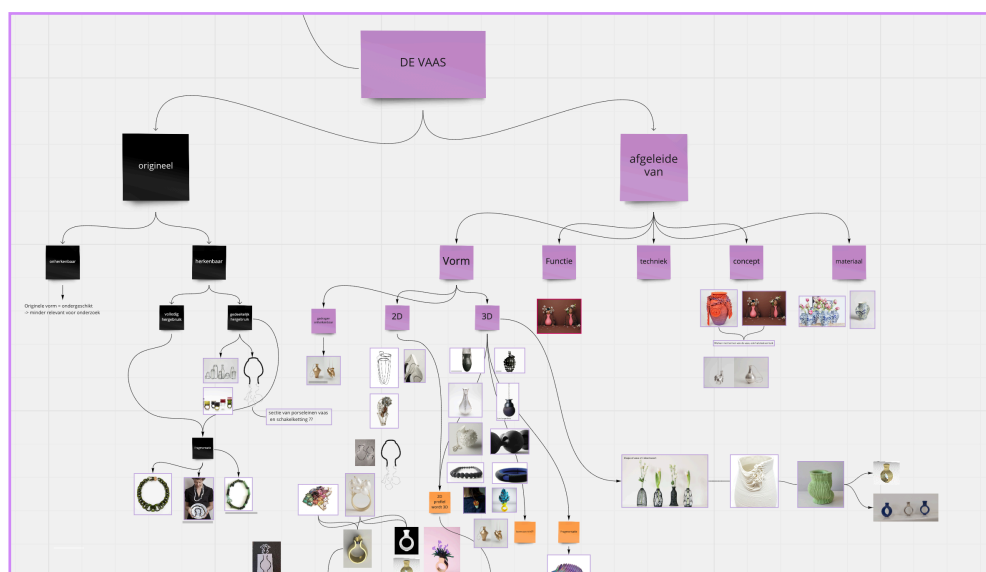 DE VAAS
origineel
afgeleide
van
onherkenbaar
herkenbaar
Vorm
Functie
techniek
concept
materiaal
Originele vorm = ondergeschikt
-> minder relevant voor onderzoek
volledig
hergebruik
gedeeltelijk
hergebruik
2D
3D
sectie van porseleinen vaas
en schakelketting ??
2D
profiel
wordt 3D